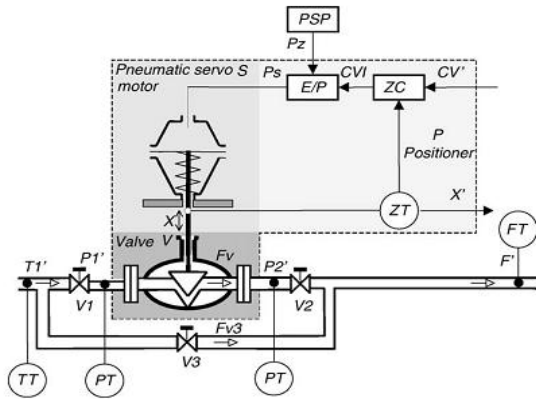 PSP
Pz
Pneumatic servo S
motor
Ps
E/P
CVI
ZC
CV'
P
Positioner
X'
ZT
X
V
Valve
Fv
FT
F'
T1'
P1'
P2'
V1
V2
Fv3
V3
TT
PT
PT